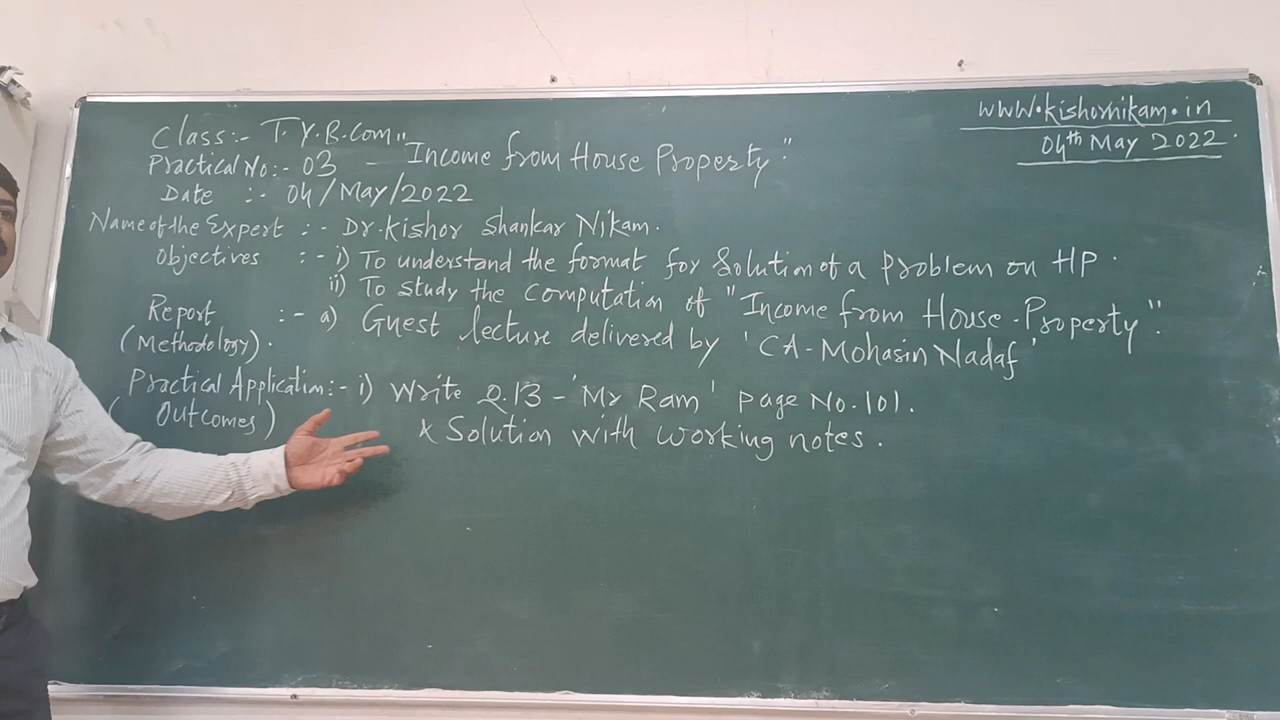 www.kishornikam.in
04th May 2022.
Class:- T.Y.B.Com
Practical No:- 03 - "Income from House Property"
Date :- 04/May/2022
Name of the Expert :- Dr. Kishor Shankar Nikam.
Objectives :- i) To understand the format for Solution of a Problem on HP.
ii) To study the Computation of "Income from House-Property".
Report :- a) Guest lecture delivered by 'CA-Mohasin Nadaf'
(Methodology).
Practical Application:- i) Write Q.13 - 'Mr Ram' page No.101.
(Outcomes) x Solution with working notes.